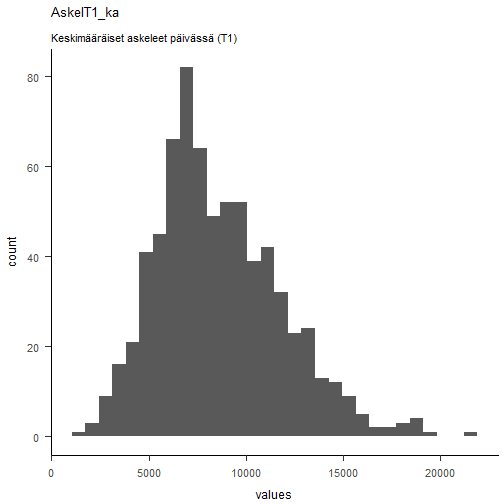 AskelT1_ka
Keskimääräiset askeleet päivässä (T1)
80
60
40
20
0
count
0 5000 10000 15000 20000
values